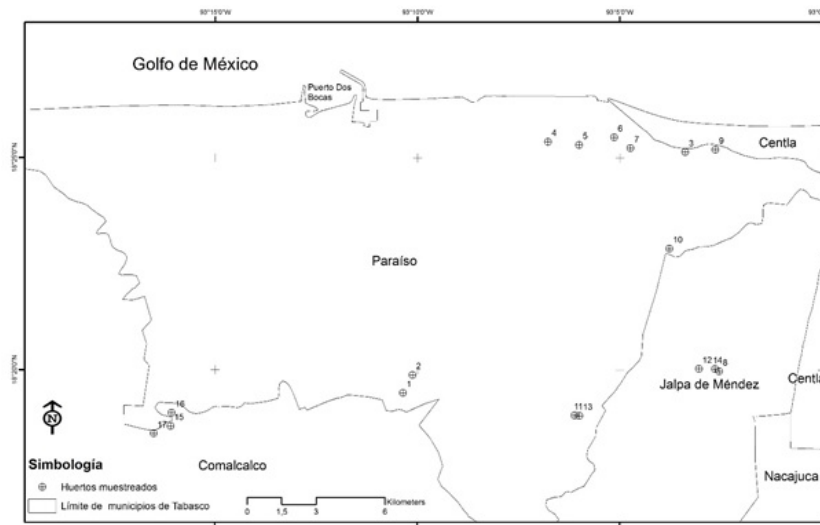 93°15'0"W
93°10'0"W
93°5'0"W
Golfo de México
Puerto Dos
Bocas
4
5
6
7
3
9
Centla
18°25'0"N
10
Paraíso
2
1
18°20'0"N
12
14
8
Jalpa de Méndez
Centla
16
15
17
11
13
Comalcalco
Nacajuca
Simbología
Huertos muestreados
Límite de municipios de Tabasco
Kilometers
0 1,5 3 6
N